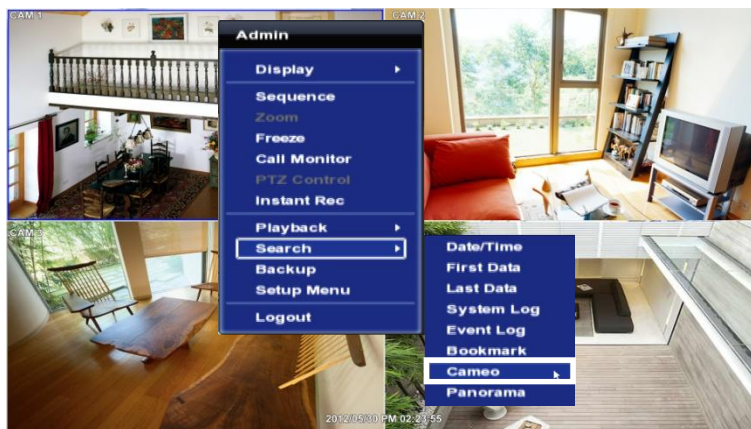 CAM 1
CAM 2
Admin
Display
Sequence
Zoom
Freeze
Call Monitor
PTZ Control
Instant Rec
Playback
CAM 3
Search
Backup
Setup Menu
Logout
Date/Time
First Data
Last Data
System Log
Event Log
Bookmark
Cameo
Panorama
2012/05/30 PM 02:23:55